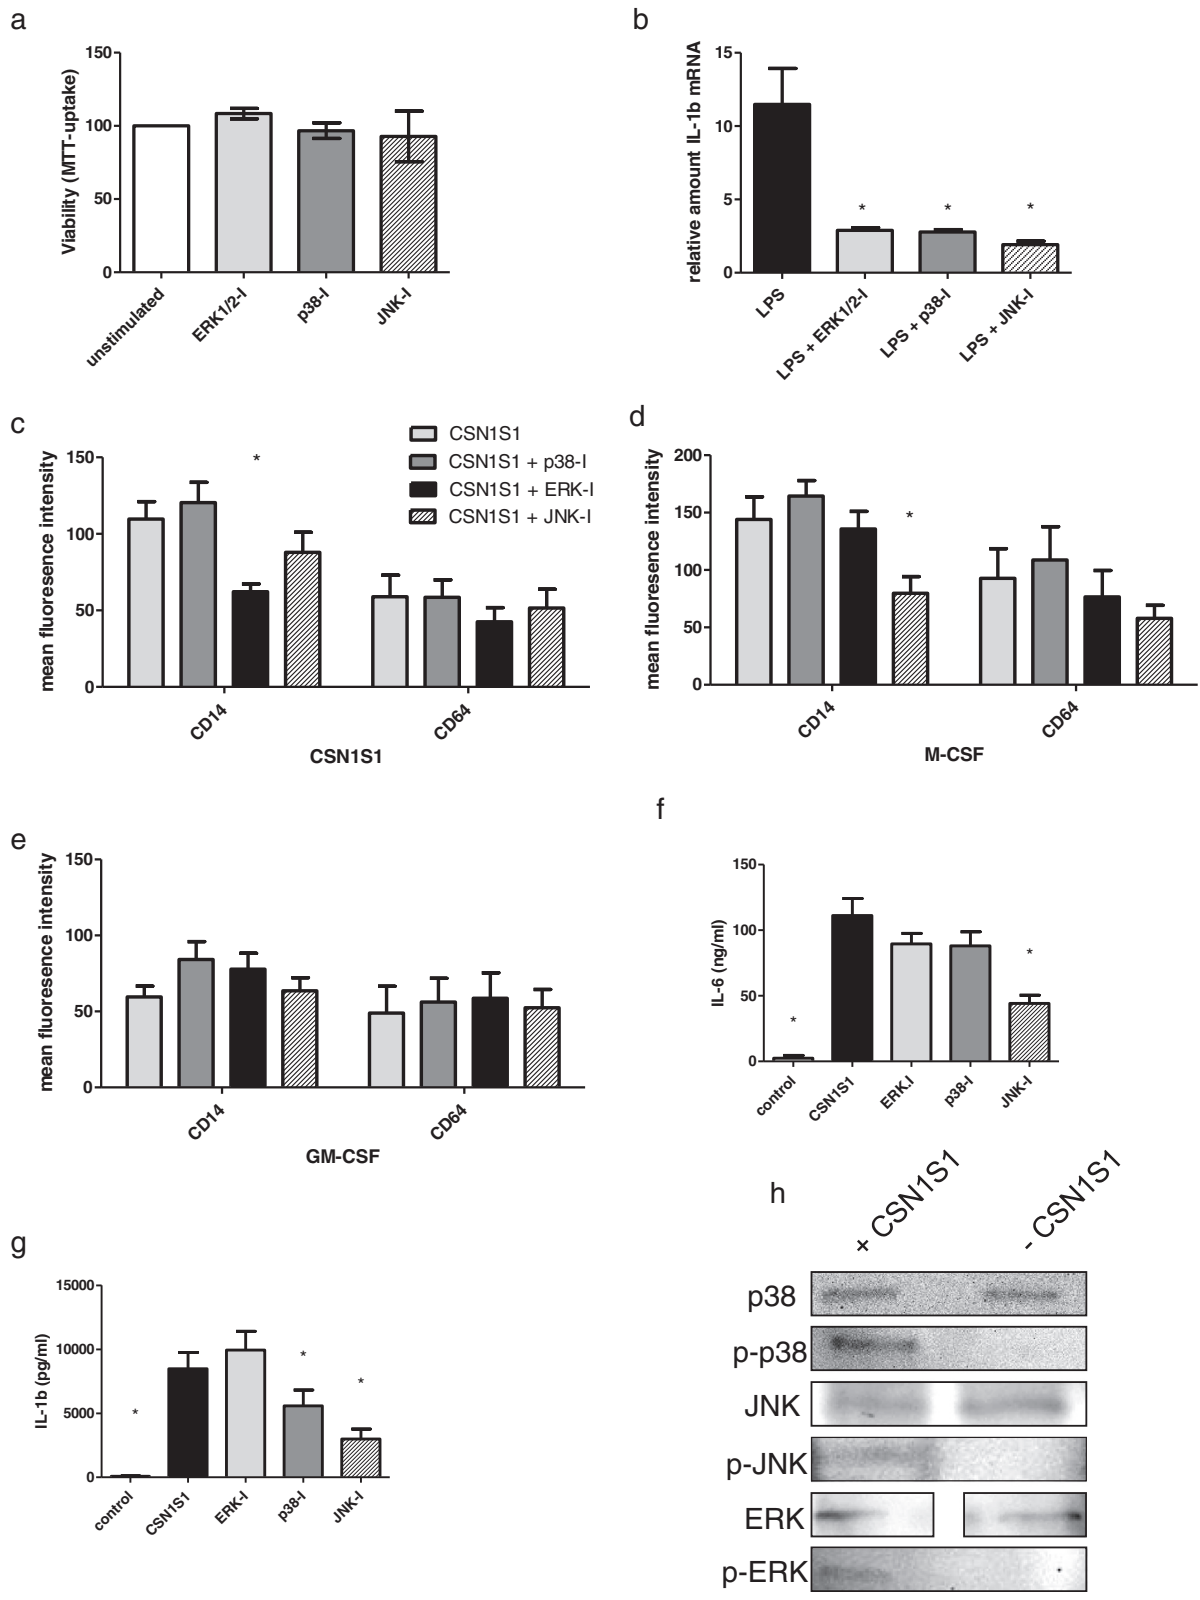 a
150
100
50
0
Viability (MTT-uptake)
unstimulated
ERK1/2-I
p38-I
JNK-I
b
15
10
5
0
relative amount IL-1b mRNA
* * *
LPS
LPS + ERK1/2-I
LPS + p38-I
LPS + JNK-I
c
150
100
50
0
mean fluoresence intensity
*
CSN1S1
CSN1S1 + p38-I
CSN1S1 + ERK-I
CSN1S1 + JNK-I
CD14
CD64
CSN1S1
d
200
150
100
50
0
mean fluoresence intensity
*
CD14
CD64
M-CSF
e
150
100
50
0
mean fluoresence intensity
CD14
CD64
GM-CSF
f
150
100
50
0
IL-6 (ng/ml)
* *
control
CSN1S1
ERK.I
p38-I
JNK-I
g
15000
10000
5000
0
IL-1b (pg/ml)
* * *
control
CSN1S1
ERK-I
p38-I
JNK-I
h
+ CSN1S1
- CSN1S1
p38
p-p38
JNK
p-JNK
ERK
p-ERK